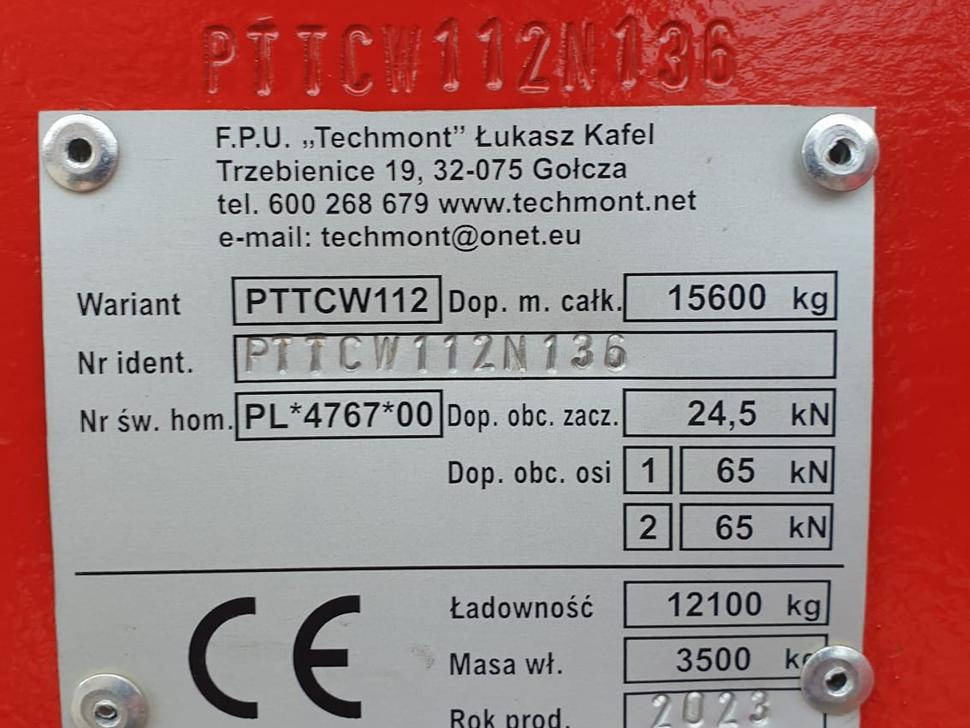 PTTCW112N136
F.P.U. „Techmont” Łukasz Kafel
Trzebienice 19, 32-075 Gołcza
tel. 600 268 679 www.techmont.net
e-mail: techmont@onet.eu
Wariant PTTCW112 Dop. m. całk. 15600 kg
Nr ident. PTTCW112N136
Nr św. hom. PL*4767*00 Dop. obc. zacz. 24,5 kN
Dop. obc. osi 1 65 kN
2 65 kN
CE Ładowność 12100 kg
Masa wł. 3500 kg
Rok prod. 2023